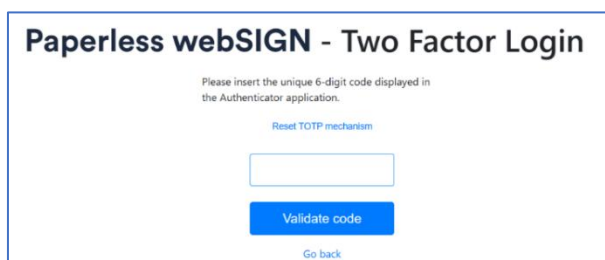 Paperless webSIGN - Two Factor Login
Please insert the unique 6-digit code displayed in
the Authenticator application.
Reset TOTP mechanism
Validate code
Go back